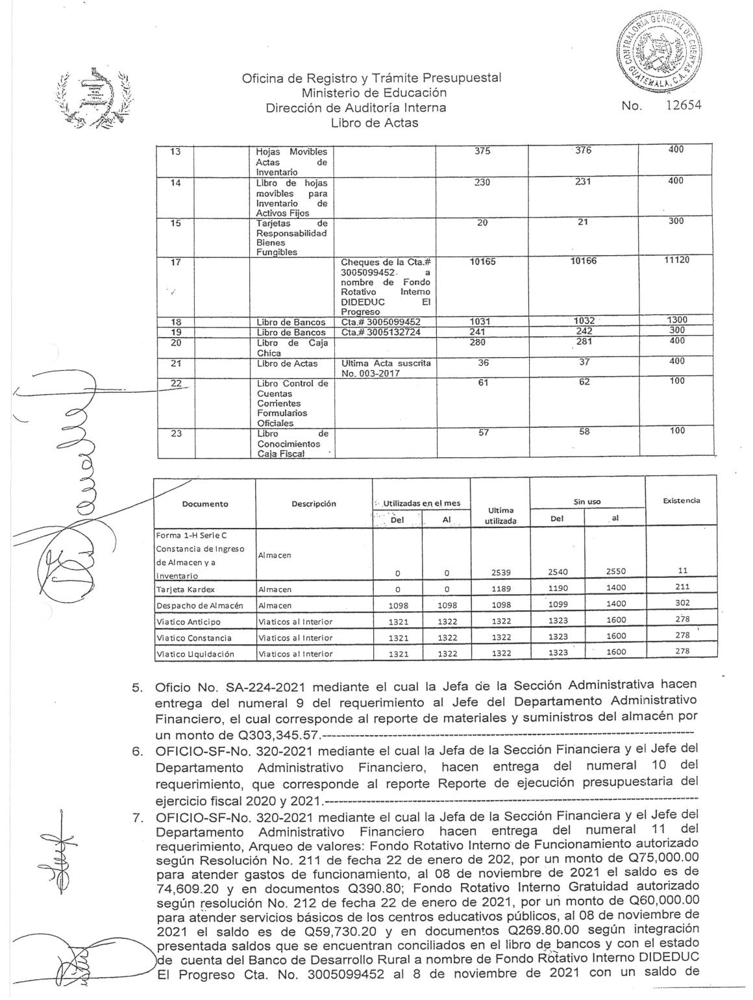 CONTRALORIA GENERAL DE CUENTAS
GUATEMALA, C.A.
Oficina de Registro y Trámite Presupuestal
Ministerio de Educación
Dirección de Auditoría Interna
Libro de Actas
No. 12654
13 Hojas Movibles 375 376 400
Actas de
Inventario
14 Libro de hojas 230 231 400
movibles para
Inventario de
Activos Fijos
15 Tarjetas de 20 21 300
Responsabilidad
Bienes
Fungibles
17 Cheques de la Cta.# 10165 10166 11120
3005099452 a
nombre de Fondo
Rotativo Interno
DIDEDUC El
Progreso
18 Libro de Bancos Cta.# 3005099452 1031 1032 1300
19 Libro de Bancos Cta.# 3005132724 241 242 300
20 Libro de Caja 280 281 400
Chica
21 Libro de Actas Ultima Acta suscrita 36 37 400
No. 003-2017
22 Libro Control de 61 62 100
Cuentas
Corrientes
Formularios
Oficiales
23 Libro de 57 58 100
Conocimientos
Caja Fiscal
Documento Descripción Utilizadas en el mes Ultima utilizada Sin uso Existencia
Del Al Del al
Forma 1-H Serie C
Constancia de Ingreso
de Almacen y a Almacen
inventario 0 0 2539 2540 2550 11
Tarjeta Kardex Almacen 0 0 1189 1190 1400 211
Despacho de Almacén Almacen 1098 1098 1098 1099 1400 302
Viatico Anticipo Viaticos al Interior 1321 1322 1322 1323 1600 278
Viatico Constancia Viaticos al Interior 1321 1322 1322 1323 1600 278
Viatico Liquidación Viaticos al Interior 1321 1322 1322 1323 1600 278
5. Oficio No. SA-224-2021 mediante el cual la Jefa de la Sección Administrativa hacen
entrega del numeral 9 del requerimiento al Jefe del Departamento Administrativo
Financiero, el cual corresponde al reporte de materiales y suministros del almacén por
un monto de Q303,345.57.------------------------------------------------------------------------------
6. OFICIO-SF-No. 320-2021 mediante el cual la Jefa de la Sección Financiera y el Jefe del
Departamento Administrativo Financiero, hacen entrega del numeral 10 del
requerimiento, que corresponde al reporte Reporte de ejecución presupuestaria del
ejercicio fiscal 2020 y 2021.------------------------------------------------------------------------------
7. OFICIO-SF-No. 320-2021 mediante el cual la Jefa de la Sección Financiera y el Jefe del
Departamento Administrativo Financiero hacen entrega del numeral 11 del
requerimiento, Arqueo de valores: Fondo Rotativo Interno de Funcionamiento autorizado
según Resolución No. 211 de fecha 22 de enero de 202, por un monto de Q75,000.00
para atender gastos de funcionamiento, al 08 de noviembre de 2021 el saldo es de
74,609.20 y en documentos Q390.80; Fondo Rotativo Interno Gratuidad autorizado
según resolución No. 212 de fecha 22 de enero de 2021, por un monto de Q60,000.00
para atender servicios básicos de los centros educativos públicos, al 08 de noviembre de
2021 el saldo es de Q59,730.20 y en documentos Q269.80.00 según integración
presentada saldos que se encuentran conciliados en el libro de bancos y con el estado
de cuenta del Banco de Desarrollo Rural a nombre de Fondo Rotativo Interno DIDEDUC
El Progreso Cta. No. 3005099452 al 8 de noviembre de 2021 con un saldo de